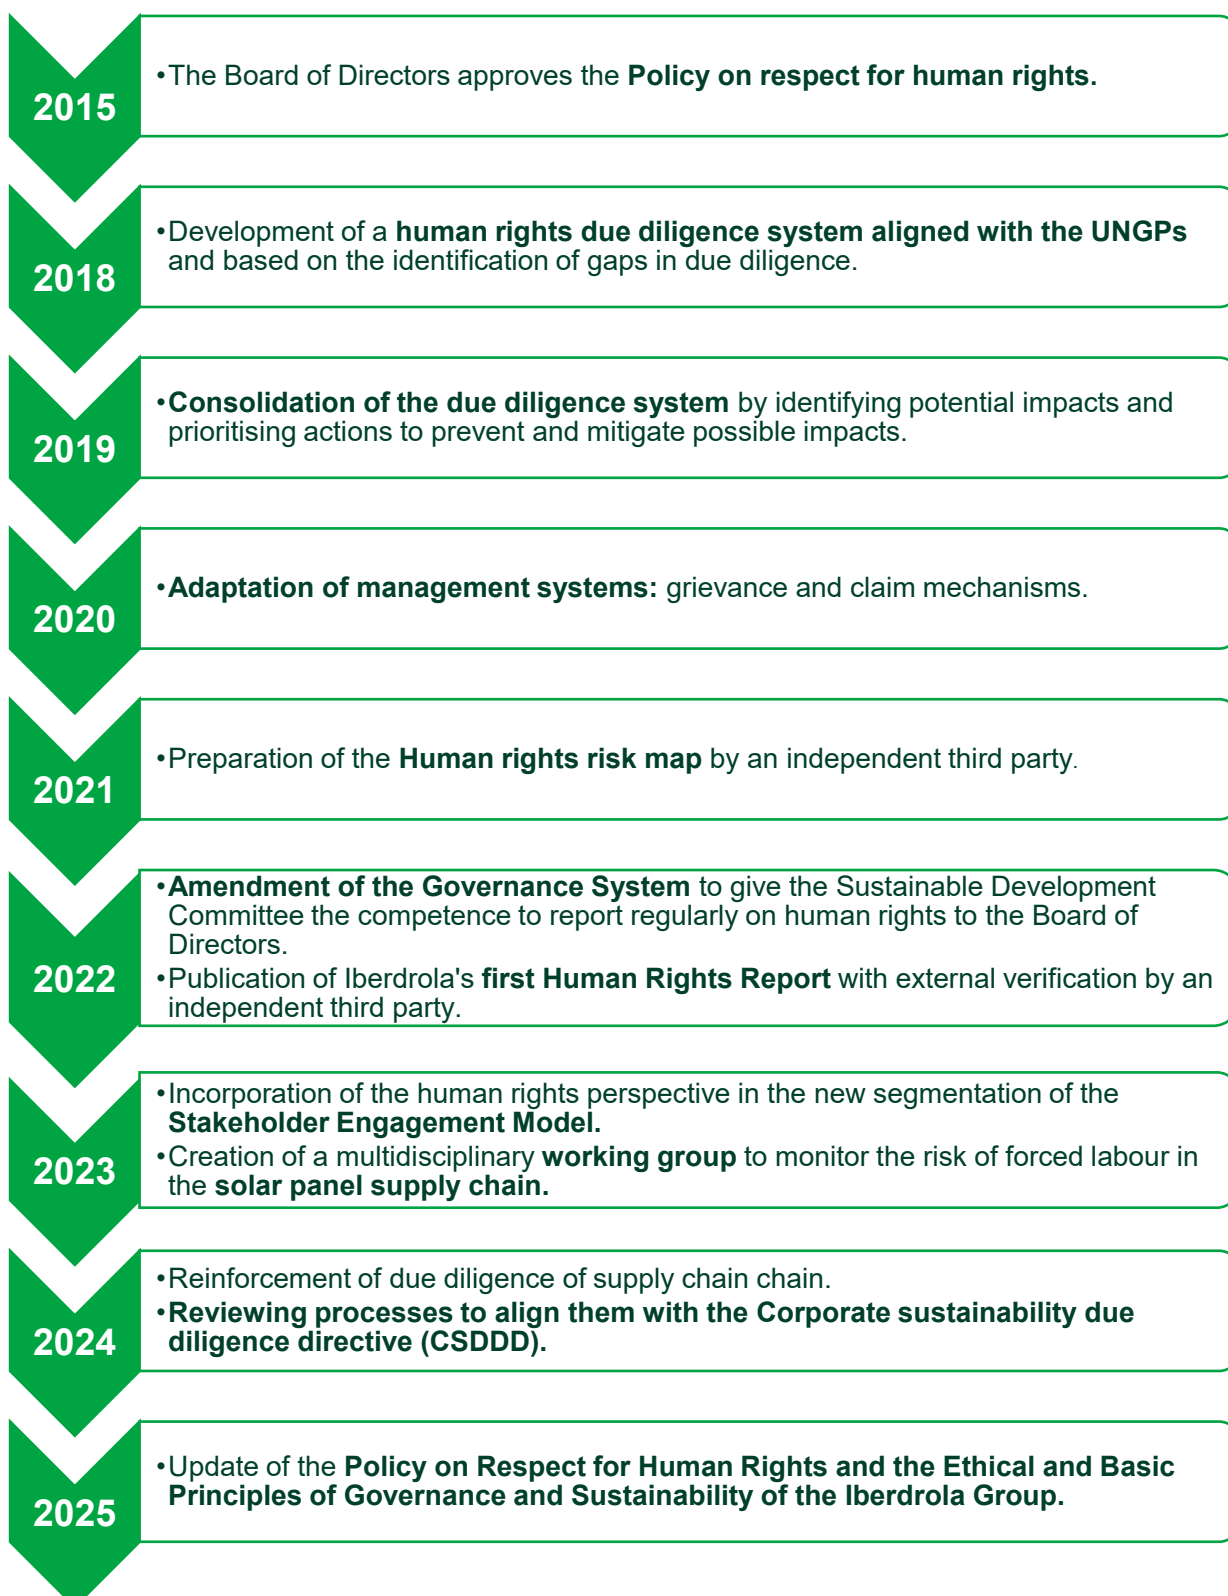 2015
•The Board of Directors approves the Policy on respect for human rights.
2018
•Development of a human rights due diligence system aligned with the UNGPs
and based on the identification of gaps in due diligence.
2019
•Consolidation of the due diligence system by identifying potential impacts and
prioritising actions to prevent and mitigate possible impacts.
2020
•Adaptation of management systems: grievance and claim mechanisms.
2021
•Preparation of the Human rights risk map by an independent third party.
2022
•Amendment of the Governance System to give the Sustainable Development
Committee the competence to report regularly on human rights to the Board of
Directors.
•Publication of Iberdrola's first Human Rights Report with external verification by an
independent third party.
2023
•Incorporation of the human rights perspective in the new segmentation of the
Stakeholder Engagement Model.
•Creation of a multidisciplinary working group to monitor the risk of forced labour in
the solar panel supply chain.
2024
•Reinforcement of due diligence of supply chain chain.
•Reviewing processes to align them with the Corporate sustainability due
diligence directive (CSDDD).
2025
•Update of the Policy on Respect for Human Rights and the Ethical and Basic
Principles of Governance and Sustainability of the Iberdrola Group.